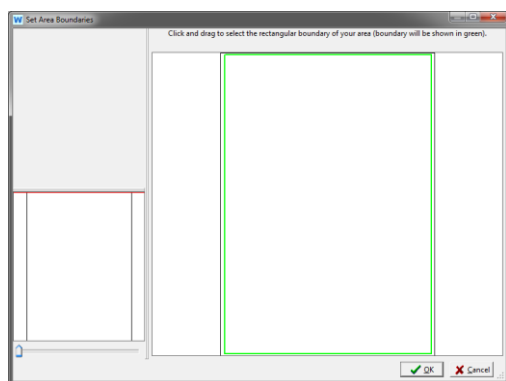 W Set Area Boundaries
Click and drag to select the rectangular boundary of your area (boundary will be shown in green).
OK
Cancel